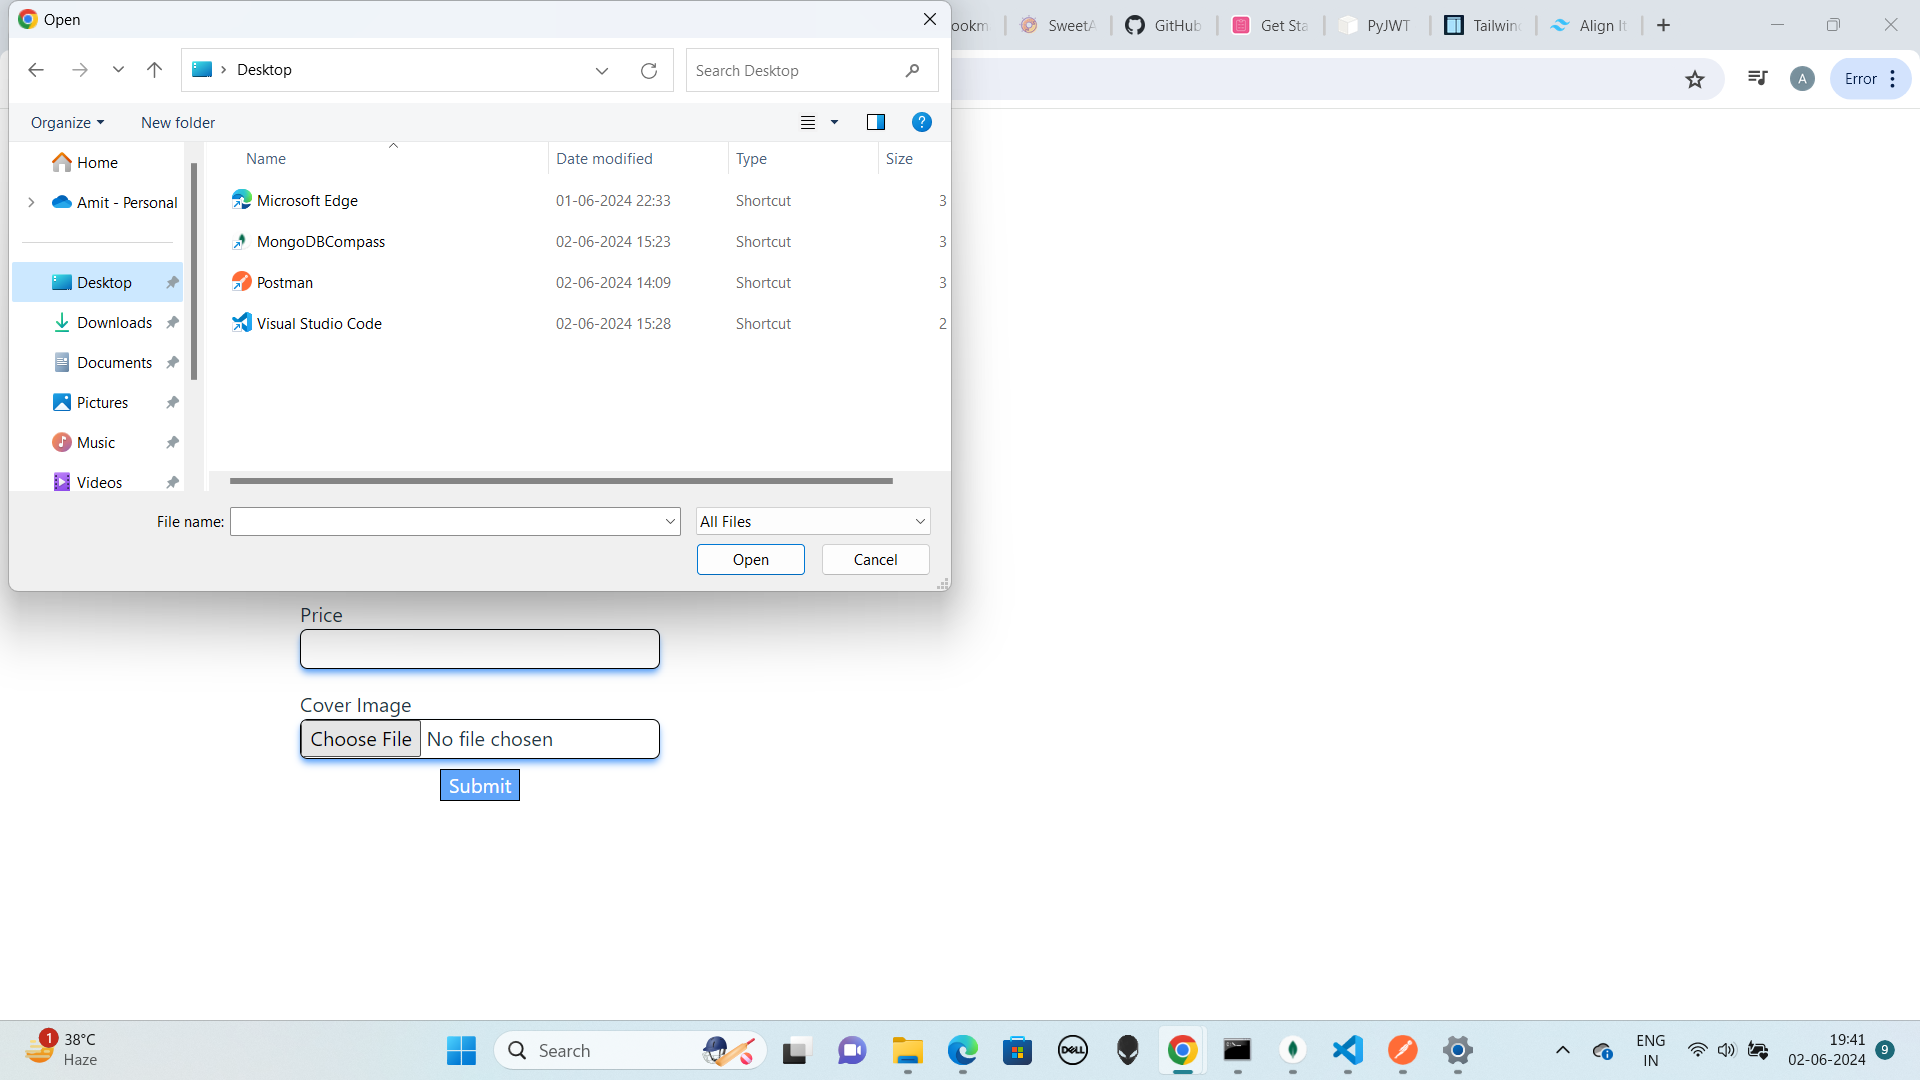 Open
ookm
SweetA
GitHub
Get Sta
PyJWT
Tailwind
Align It
Desktop
Search Desktop
A
Error
Organize
New folder
Home
Amit - Personal
Desktop
Downloads
Documents
Pictures
Music
Videos
Name Date modified Type Size
Microsoft Edge 01-06-2024 22:33 Shortcut 3
MongoDBCompass 02-06-2024 15:23 Shortcut 3
Postman 02-06-2024 14:09 Shortcut 3
Visual Studio Code 02-06-2024 15:28 Shortcut 2
File name:
All Files
Open
Cancel
Price
Cover Image
Choose File No file chosen
Submit
1
38°C
Haze
Search
DELL
ENG
IN
19:41
02-06-2024
9